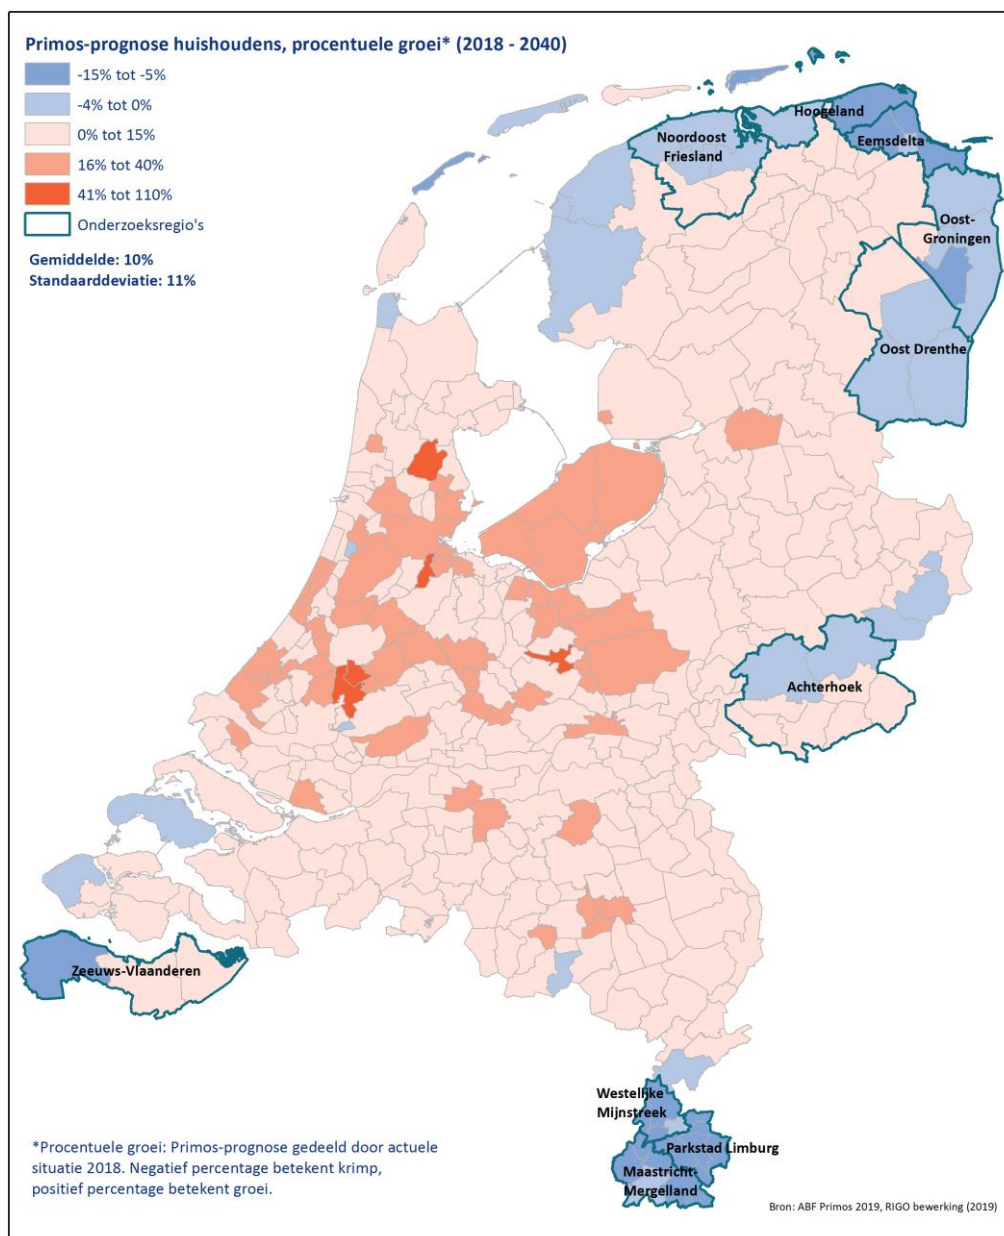 Primos-prognose huishoudens, procentuele groei* (2018 - 2040)
-15% tot -5%
-4% tot 0%
0% tot 15%
16% tot 40%
41% tot 110%
Onderzoeksregio's
Gemiddelde: 10%
Standaarddeviatie: 11%
Hoogeland
Noordoost
Friesland
Eemsdelta
Oost-
Groningen
Oost Drenthe
Achterhoek
Zeeuws-Vlaanderen
Westelijke
Mijnstreek
Parkstad Limburg
Maastricht-
Mergelland
*Procentuele groei: Primos-prognose gedeeld door actuele
situatie 2018. Negatief percentage betekent krimp,
positief percentage betekent groei.
Bron: ABF Primos 2019, RIGO bewerking (2019)